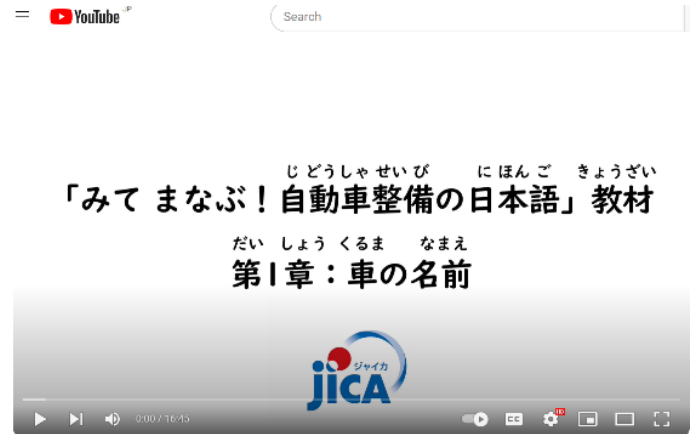 YouTube JP
Search
じどうしゃせいび にほんご きょうざい
「みて まなぶ!自動車整備の日本語」教材
だい しょう くるま なまえ
第1章:車の名前
ジャイカ
jICA
0:00 / 16:45
CC
HD